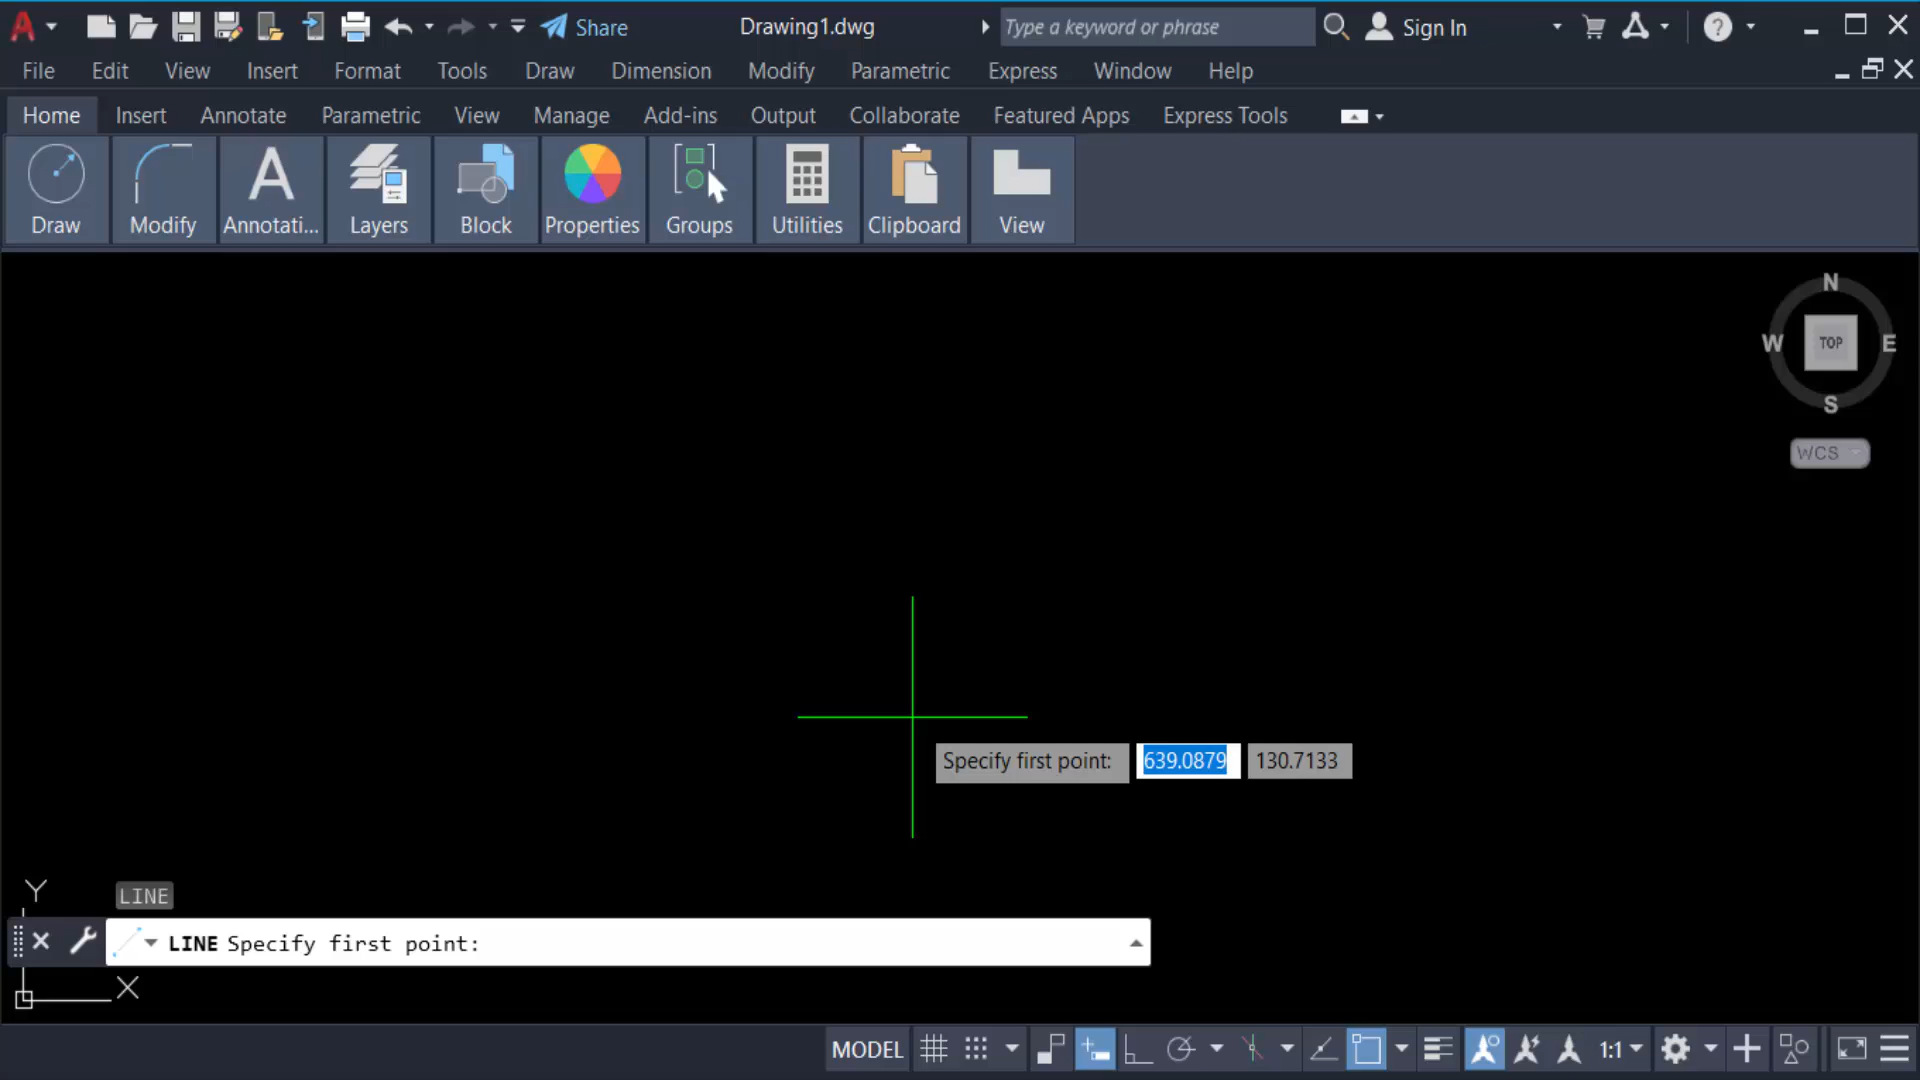 Share
Drawing1.dwg
Type a keyword or phrase
Sign In
File Edit View Insert Format Tools Draw Dimension Modify Parametric Express Window Help
Home Insert Annotate Parametric View Manage Add-ins Output Collaborate Featured Apps Express Tools
Draw Modify Annotati... Layers Block Properties Groups Utilities Clipboard View
N
W TOP E
S
WCS
Specify first point: 639.0879 130.7133
Y
LINE
LINE Specify first point:
X
MODEL 1:1